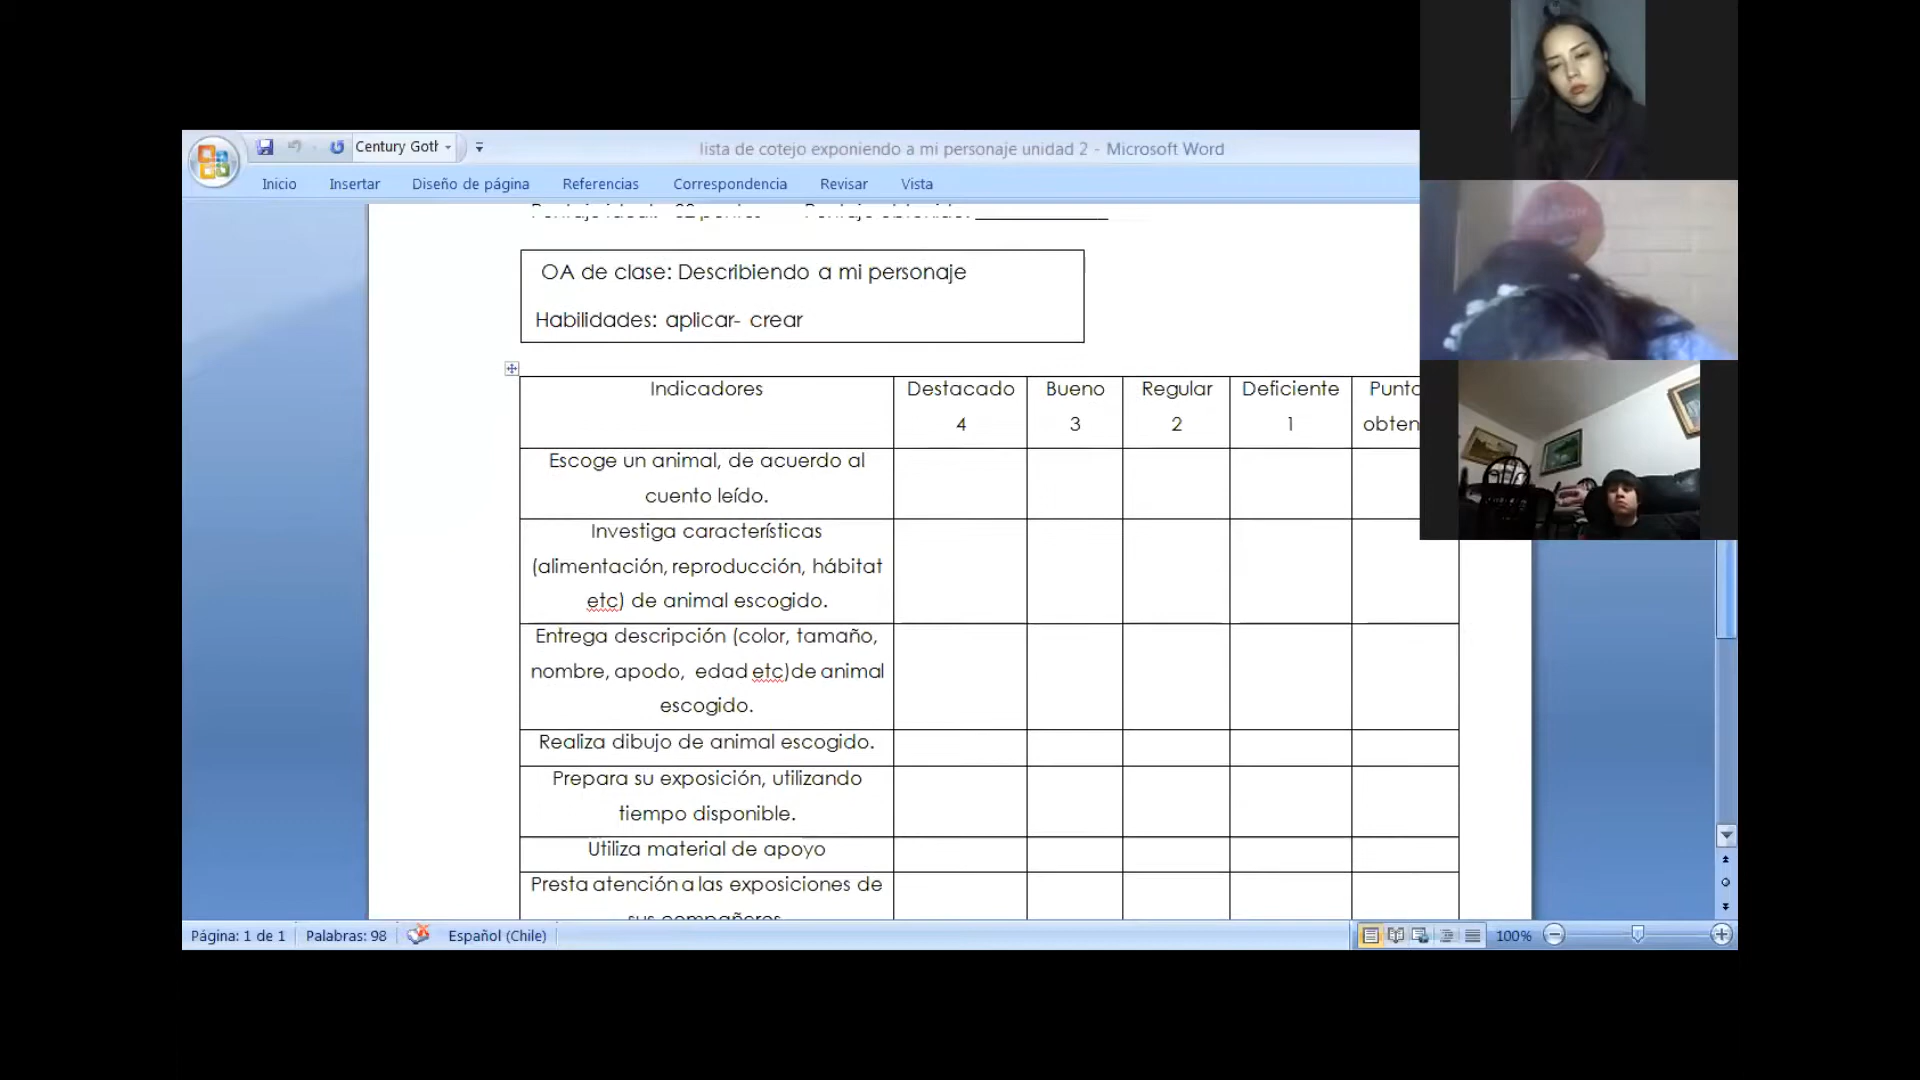 Century Goth
lista de cotejo exponiendo a mi personaje unidad 2 - Microsoft Word
Inicio Insertar Diseño de página Referencias Correspondencia Revisar Vista
OA de clase: Describiendo a mi personaje
Habilidades: aplicar- crear
Indicadores Destacado Bueno Regular Deficiente
4 3 2 1
Escoge un animal, de acuerdo al
cuento leído.
Investiga características
(alimentación, reproducción, hábitat
etc) de animal escogido.
Entrega descripción (color, tamaño,
nombre, apodo, edad etc)de animal
escogido.
Realiza dibujo de animal escogido.
Prepara su exposición, utilizando
tiempo disponible.
Utiliza material de apoyo
Presta atención a las exposiciones de
sus compañeros
Página: 1 de 1 Palabras: 98 Español (Chile) 100%